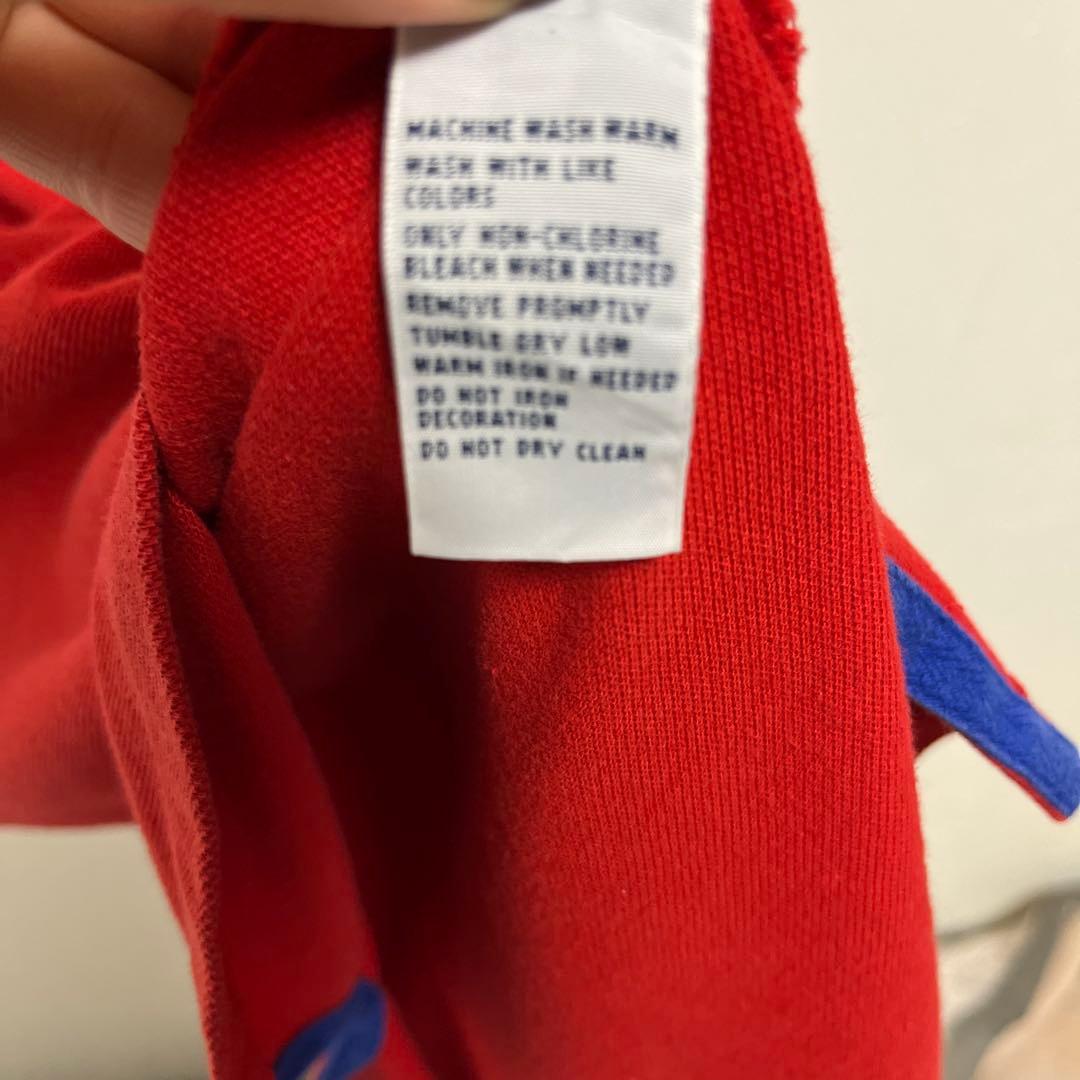 MACHINE WASH WARM
WASH WITH LIKE
COLORS
ONLY NON-CHLORINE
BLEACH WHEN NEEDED
REMOVE PROMPTLY
TUMBLE DRY LOW
WARM IRON IF NEEDED
DO NOT IRON
DECORATION
DO NOT DRY CLEAN